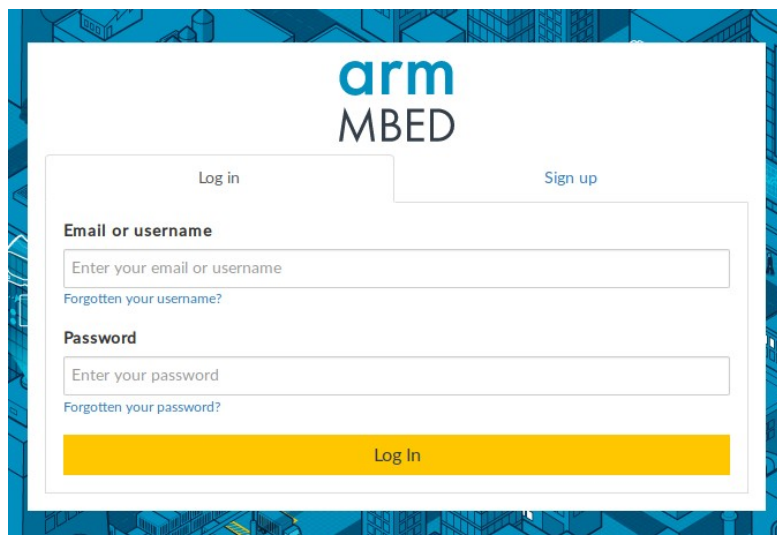 arm
MBED
Log in
Sign up
Email or username
Enter your email or username
Forgotten your username?
Password
Enter your password
Forgotten your password?
Log In